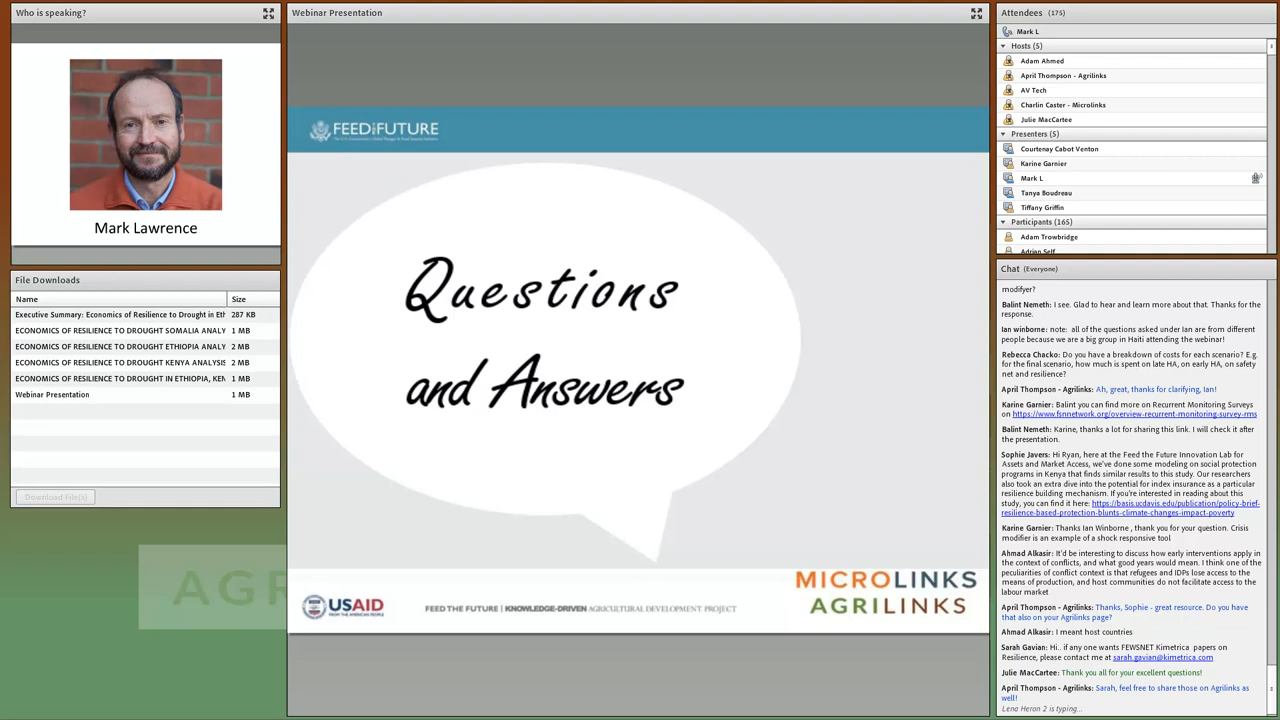 Who is speaking?
Mark Lawrence
File Downloads
Name Size
Executive Summary: Economics of Resilience to Drought in Eth 287 KB
ECONOMICS OF RESILIENCE TO DROUGHT SOMALIA ANALY 1 MB
ECONOMICS OF RESILIENCE TO DROUGHT ETHIOPIA ANALY 2 MB
ECONOMICS OF RESILIENCE TO DROUGHT KENYA ANALYSIS 2 MB
ECONOMICS OF RESILIENCE TO DROUGHT IN ETHIOPIA, KEN 1 MB
Webinar Presentation 1 MB
Download File(s)
AGR
Webinar Presentation
FEED THE FUTURE
Questions
and Answers
USAID
FROM THE AMERICAN PEOPLE
FEED THE FUTURE | KNOWLEDGE-DRIVEN AGRICULTURAL DEVELOPMENT PROJECT
MICROLINKS
AGRILINKS
Attendees (175)
Mark L
Hosts (5)
Adam Ahmed
April Thompson - Agrilinks
AV Tech
Charlin Caster - Microlinks
Julie MacCartee
Presenters (5)
Courtenay Cabot Venton
Karine Garnier
Mark L
Tanya Boudreau
Tiffany Griffin
Participants (165)
Adam Trowbridge
Adrian Self
Chat (Everyone)
modifyer?
Balint Nemeth: I see. Glad to hear and learn more about that. Thanks for the
response.
Ian winborne: note: all of the questions asked under Ian are from different
people because we are a big group in Haiti attending the webinar!
Rebecca Chacko: Do you have a breakdown of costs for each scenario? E.g.
for the final scenario, how much is spent on late HA, on early HA, on safety
net and resilience?
April Thompson - Agrilinks: Ah, great, thanks for clarifying, Ian!
Karine Garnier: Balint you can find more on Recurrent Monitoring Surveys
on https://www.fsnnetwork.org/overview-recurrent-monitoring-survey-rms
Balint Nemeth: Karine, thanks a lot for sharing this link. I will check it after
the presentation.
Sophie Javers: Hi Ryan, here at the Feed the Future Innovation Lab for
Assets and Market Access, we've done some modeling on social protection
programs in Kenya that finds similar results to this study. Our researchers
also took an extra dive into the potential for index insurance as a particular
resilience building mechanism. If you're interested in reading about this
study, you can find it here: https://basis.ucdavis.edu/publication/policy-brief-
resilience-based-protection-blunts-climate-changes-impact-poverty
Karine Garnier: Thanks Ian Winborne , thank you for your question. Crisis
modifier is an example of a shock responsive tool
Ahmad Alkasir: It'd be interesting to discuss how early interventions apply in
the context of conflicts, and what good years would mean. I think one of the
peculiarities of conflict context is that refugees and IDPs lose access to the
means of production, and host communities do not facilitate access to the
labour market
April Thompson - Agrilinks: Thanks, Sophie - great resource. Do you have
that also on your Agrilinks page?
Ahmad Alkasir: I meant host countries
Sarah Gavian: Hi.. if any one wants FEWSNET Kimetrica papers on
Resilience, please contact me at sarah.gavian@kimetrica.com
Julie MacCartee: Thank you all for your excellent questions!
April Thompson - Agrilinks: Sarah, feel free to share those on Agrilinks as
well!
Lena Heron 2 is typing...